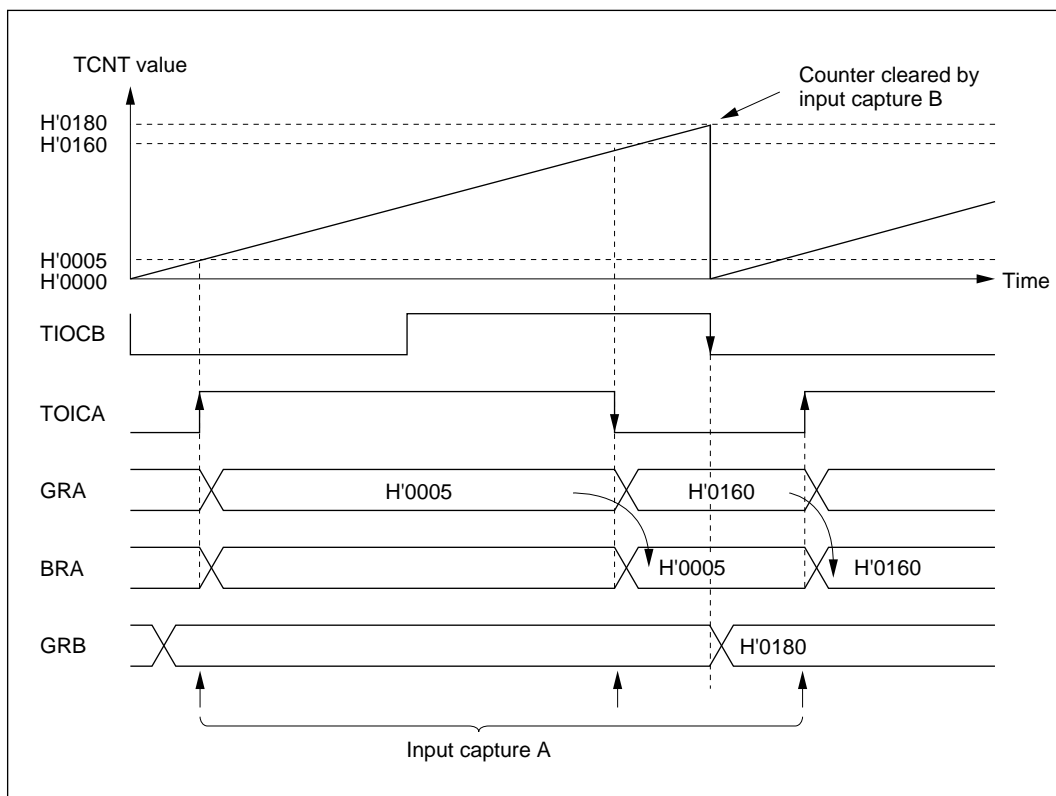 TCNT value
Counter cleared by
input capture B
H'0180
H'0160
H'0005
H'0000
Time
TIOCB
TOICA
GRA
H'0005
H'0160
BRA
H'0005
H'0160
GRB
H'0180
Input capture A